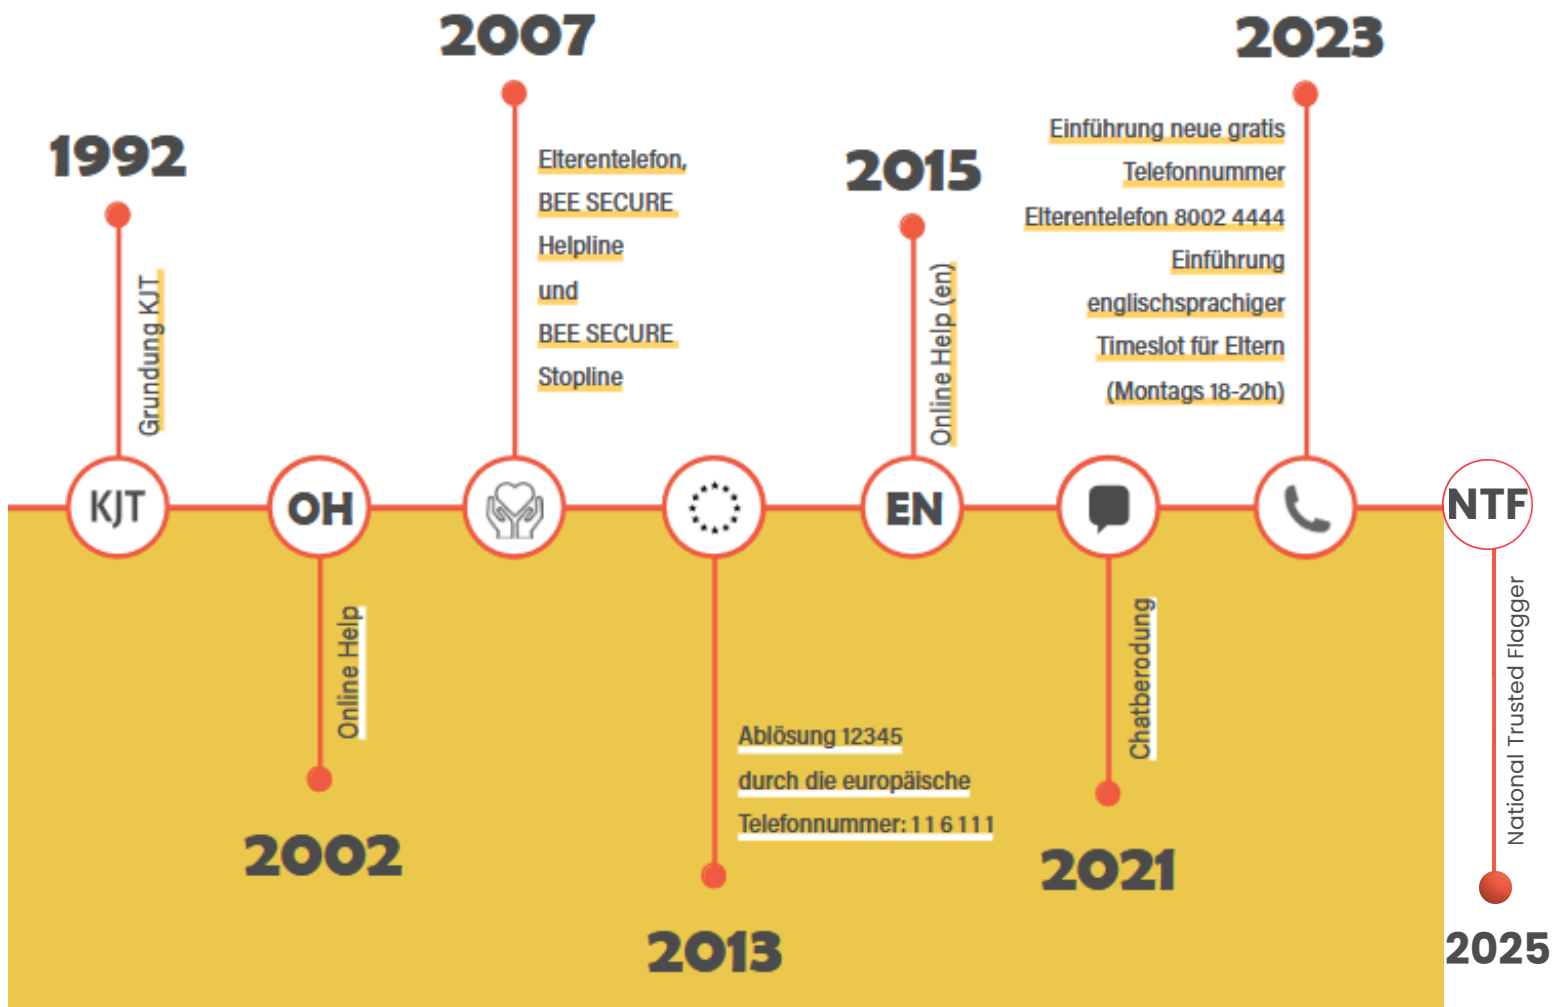 1992
Grundung KJT
KJT
OH
Online Help
2002
2007
Elterentelefon,
BEE SECURE
Helpline
und
BEE SECURE
Stopline
Ablösung 12345
durch die europäische
Telefonnummer: 116111
2013
2015
Online Help (en)
EN
Chatberodung
2021
2023
Einführung neue gratis
Telefonnummer
Elterentelefon 8002 4444
Einführung
englischsprachiger
Timeslot für Eltern
(Montags 18-20h)
NTF
National Trusted Flagger
2025